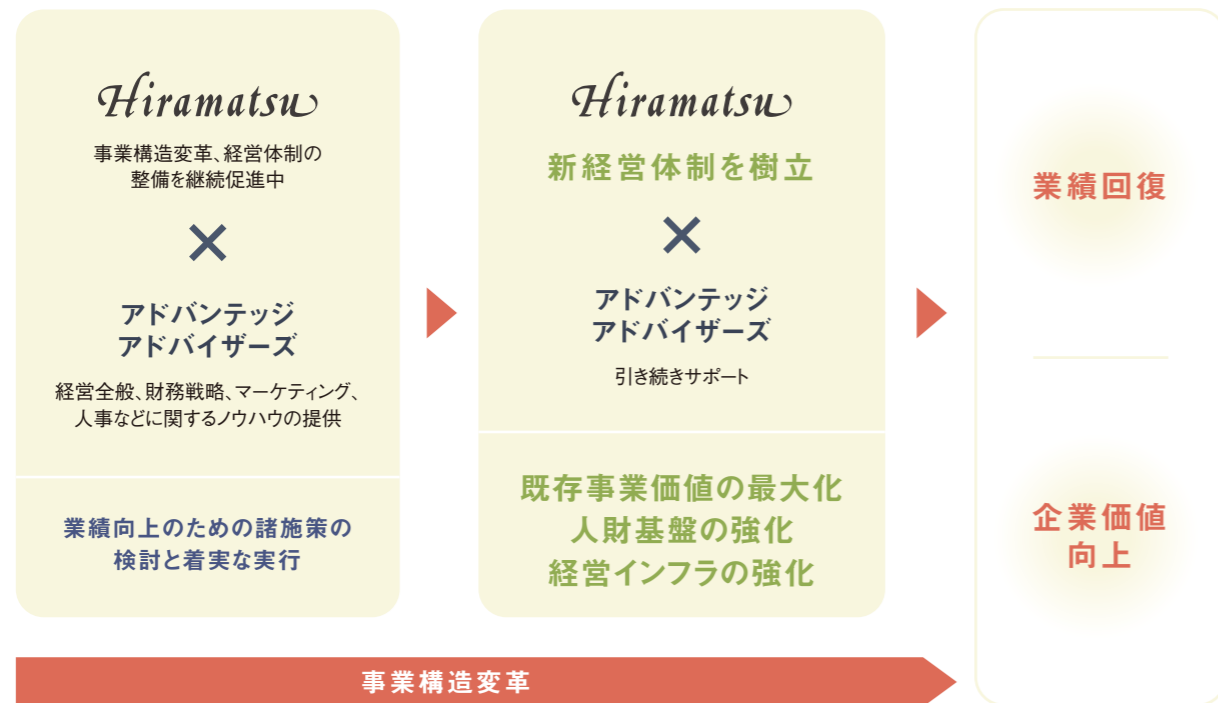 Hiramatsu
事業構造変革、経営体制の
整備を継続促進中
×
アドバンテッジ
アドバイザーズ
経営全般、財務戦略、マーケティング、
人事などに関するノウハウの提供
業績向上のための諸施策の
検討と着実な実行
Hiramatsu
新経営体制を樹立
×
アドバンテッジ
アドバイザーズ
引き続きサポート
既存事業価値の最大化
人財基盤の強化
経営インフラの強化
業績回復
企業価値
向上
事業構造変革